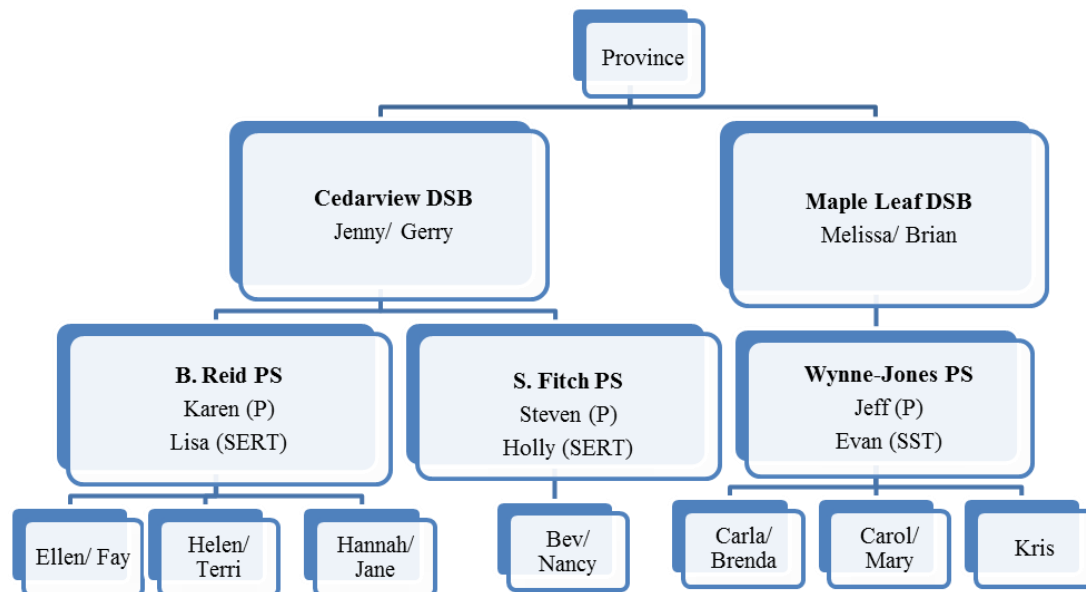 Province
Cedarview DSB
Jenny/ Gerry
Maple Leaf DSB
Melissa/ Brian
B. Reid PS
Karen (P)
Lisa (SERT)
S. Fitch PS
Steven (P)
Holly (SERT)
Wynne-Jones PS
Jeff (P)
Evan (SST)
Ellen/ Fay
Helen/
Terri
Hannah/
Jane
Bev/
Nancy
Carla/
Brenda
Carol/
Mary
Kris